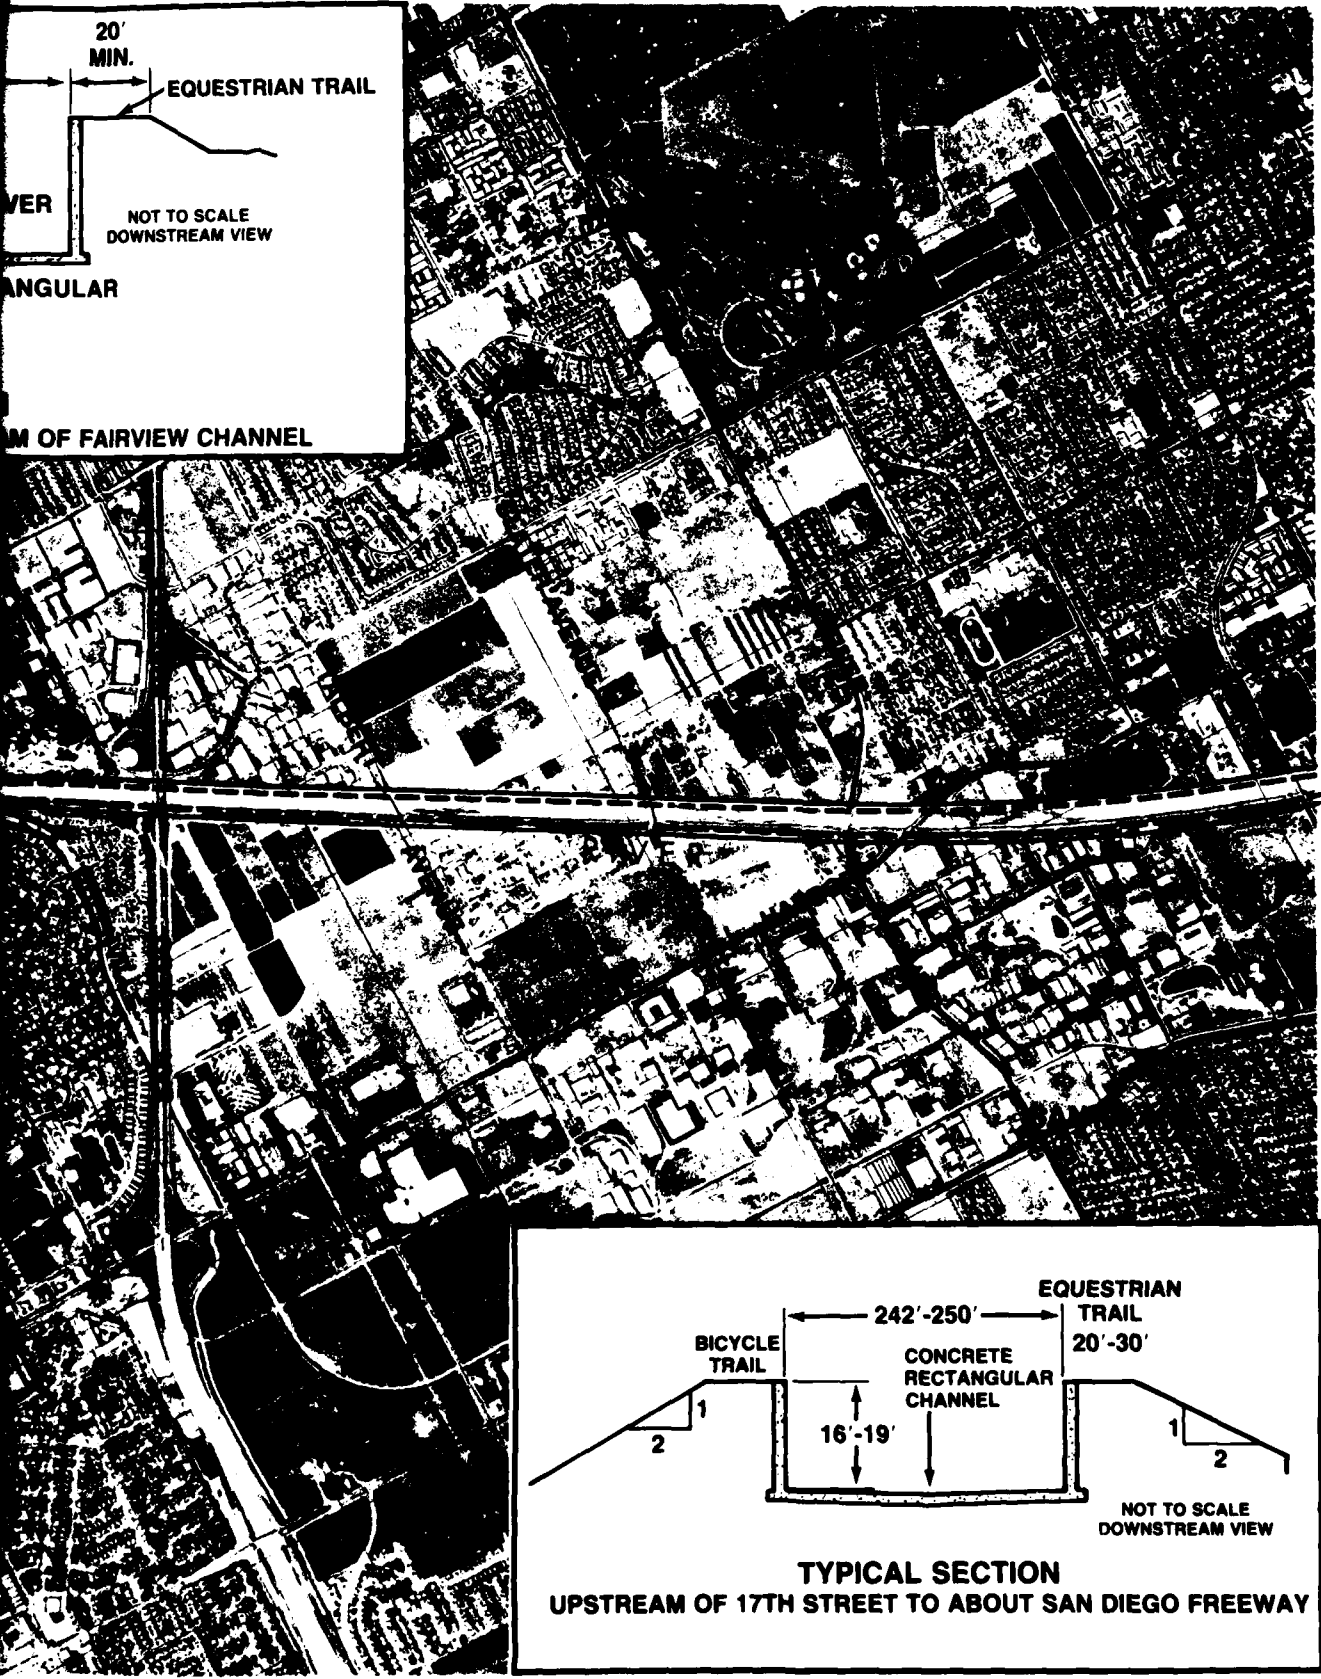 20'
MIN.
EQUESTRIAN TRAIL
VER
NOT TO SCALE
DOWNSTREAM VIEW
ANGULAR
M OF FAIRVIEW CHANNEL
RIVER
242'-250'
EQUESTRIAN
TRAIL
20'-30'
BICYCLE
TRAIL
CONCRETE
RECTANGULAR
CHANNEL
16'-19'
1
2
1
2
NOT TO SCALE
DOWNSTREAM VIEW
TYPICAL SECTION
UPSTREAM OF 17TH STREET TO ABOUT SAN DIEGO FREEWAY